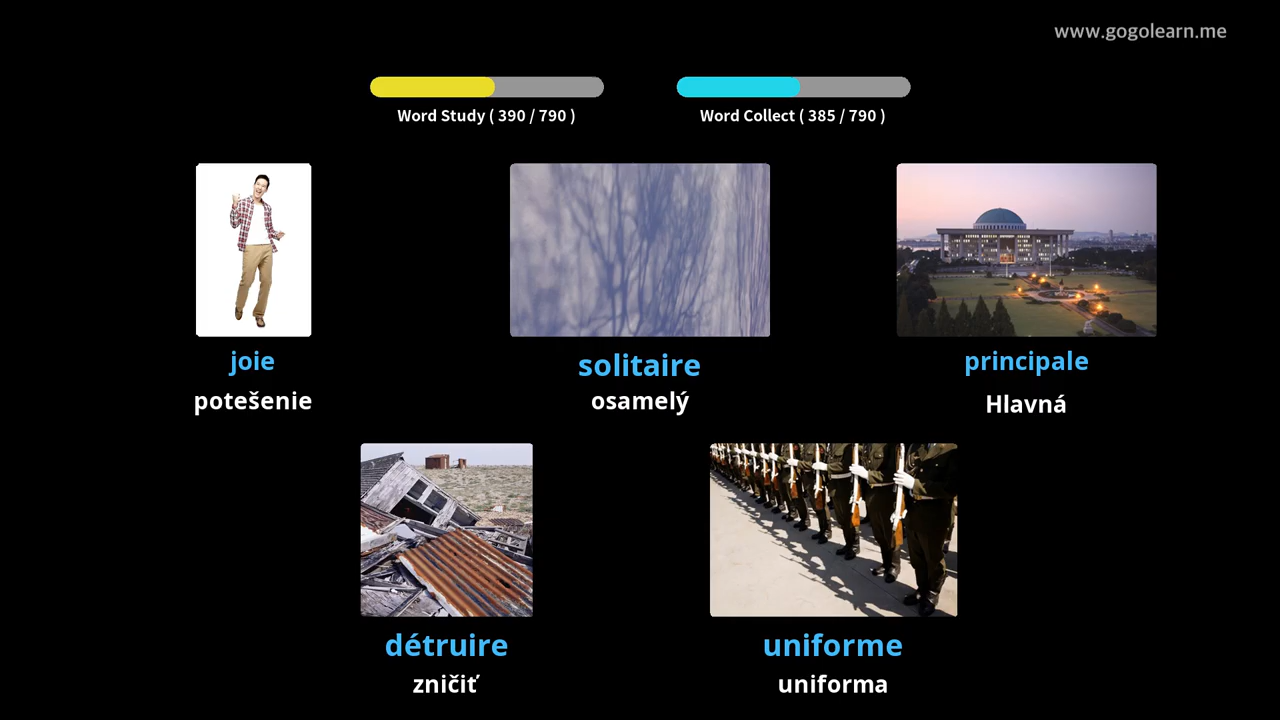 www.gogolearn.me
Word Study ( 390 / 790 )
Word Collect ( 385 / 790 )
joie
potešenie
solitaire
osamelý
principale
Hlavná
détruire
zničiť
uniforme
uniforma